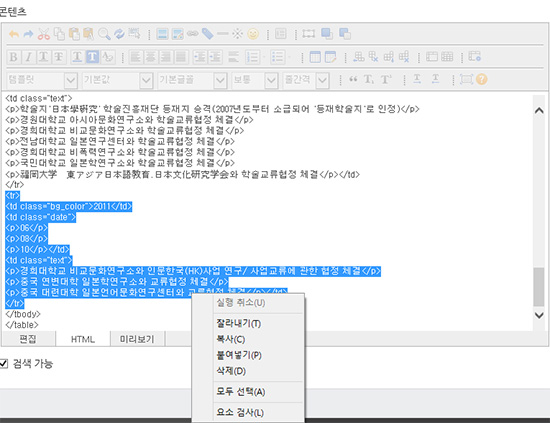 콘텐츠
템플릿 기본값 기본글꼴 보통 줄간격
<td class="text">
<p>학술지'日本學硏究' 학술진흥재단 등재지 승격(2007년도부터 소급되어 '등재학술지'로 인정)</p>
<p>경원대학교 아시아문화연구소와 학술교류협정 체결</p>
<p>경희대학교 비교문화연구소와 학술교류협정 체결</p>
<p>전남대학교 일본연구센터와 학술교류협정 체결</p>
<p>경희대학교 비폭력연구소와 학술교류협정 체결</p>
<p>국민대학교 일본학연구소와 학술교류협정 체결</p>
<p>福岡大学 東アジア日本語教育.日本文化研究学会와 학술교류협정 체결</p></td>
</tr>
<tr>
<td class="bg_color">2011</td>
<td class="date">
<p>06</p>
<p>08</p>
<p>10</p></td>
<td class="text">
<p>경희대학교 비교문화연구소와 인문한국(HK)사업 연구/ 사업교류에 관한 협정 체결</p>
<p>중국 연변대학 일본학연구소와 교류협정 체결</p>
<p>중국 대련대학 일본언어문화연구센터와 교류협정 체결</p></td>
</tr>
</tbody>
</table>
편집 HTML 미리보기
검색 가능
실행 취소(U)
잘라내기(T)
복사(C)
붙여넣기(P)
삭제(D)
모두 선택(A)
요소 검사(L)